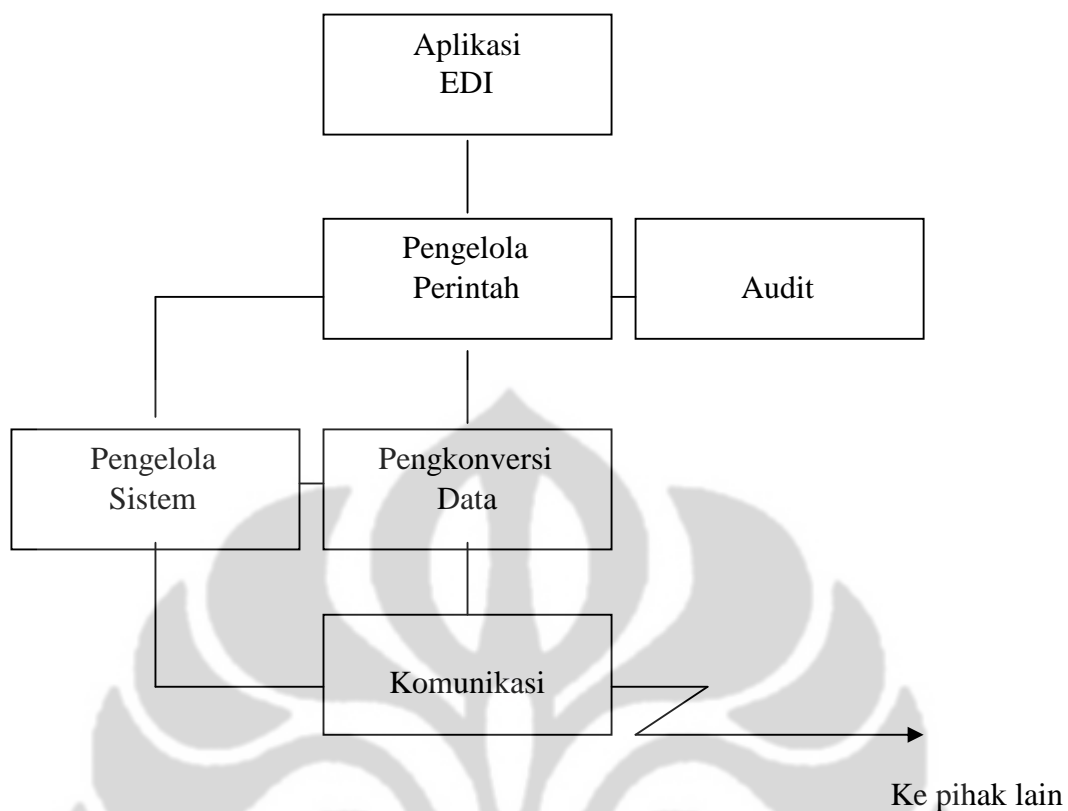 Aplikasi
EDI
Pengelola
Perintah
Audit
Pengelola
Sistem
Pengkonversi
Data
Komunikasi
Ke pihak lain